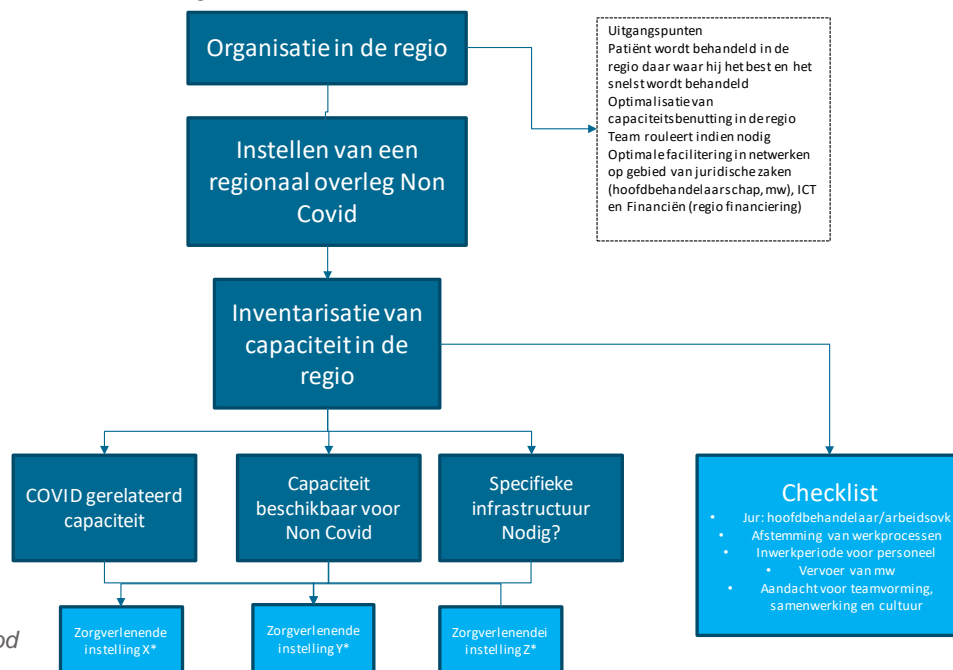 Organisatie in de regio
Uitgangspunten
Patiënt wordt behandeld in de
regio daar waar hij het best en het
snelst wordt behandeld
Optimalisatie van
capaciteitsbenutting in de regio
Team rouleert indien nodig
Optimale facilitering in netwerken
op gebied van juridische zaken
(hoofdbehandelaarschap, mw), ICT
en Financiën (regio financiering)
Instellen van een
regionaal overleg Non
Covid
Inventarisatie van
capaciteit in de
regio
COVID gerelateerd
capaciteit
Capaciteit
beschikbaar voor
Non Covid
Specifieke
infrastructuur
Nodig?
Checklist
• Jur: hoofdbehandelaar/arbeidsovk
• Afstemming van werkprocessen
• Inwerkperiode voor personeel
• Vervoer van mw
• Aandacht voor teamvorming,
samenwerking en cultuur
Zorgverlenende
instelling X*
Zorgverlenende
instelling Y*
Zorgverlenendei
instelling Z*